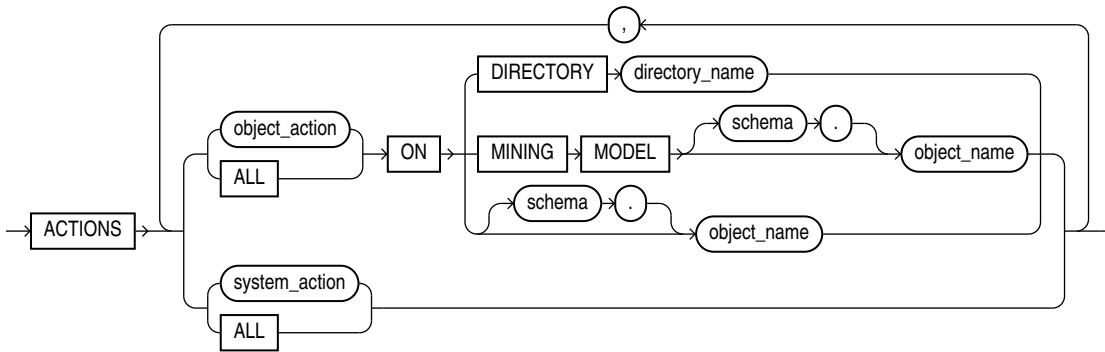 ,
DIRECTORY directory_name
object_action
schema .
ON MINING MODEL object_name
ALL
schema .
ACTIONS object_name
system_action
ALL